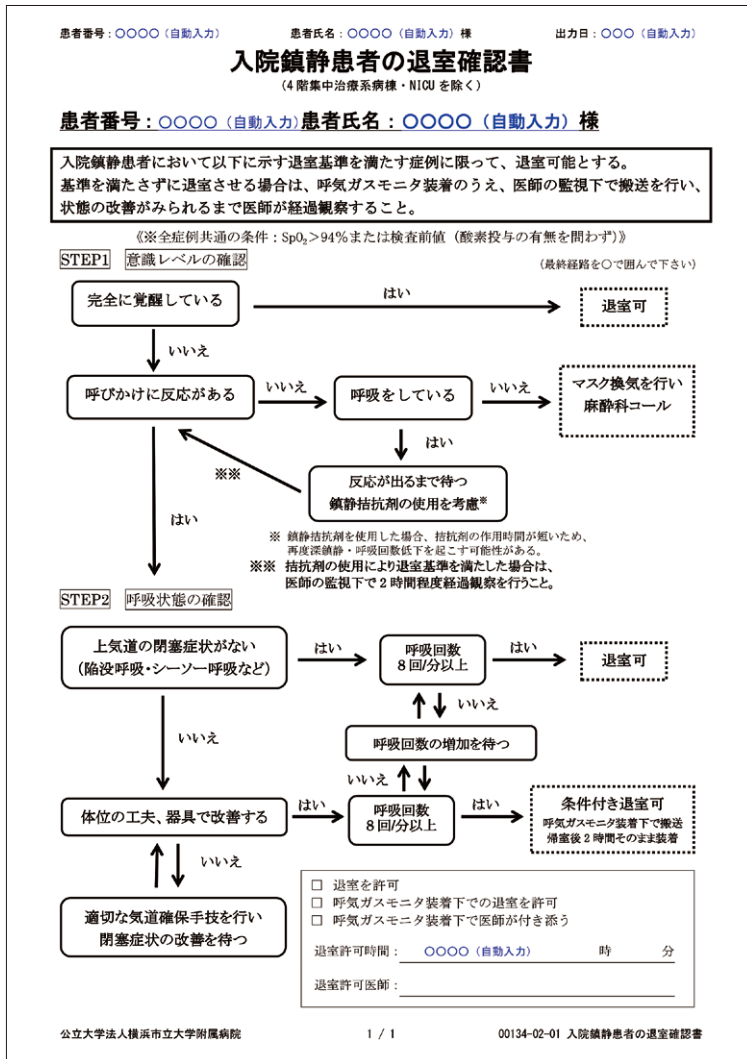 患者番号：〇〇〇〇（自動入力） 患者氏名：〇〇〇〇（自動入力）様 出力日：〇〇〇（自動入力）
入院鎮静患者の退室確認書
（4階集中治療系病棟・NICUを除く）
患者番号：〇〇〇〇（自動入力）患者氏名：〇〇〇〇（自動入力）様
入院鎮静患者において以下に示す退室基準を満たす症例に限って、退室可能とする。
基準を満たさずに退室させる場合は、呼気ガスモニタ装着のうえ、医師の監視下で搬送を行い、
状態の改善がみられるまで医師が経過観察すること。
《※全症例共通の条件：SpO₂＞94％または検査前値（酸素投与の有無を問わず）》
STEP1 意識レベルの確認 （最終経路を〇で囲んで下さい）
完全に覚醒している
はい
退室可
いいえ
呼びかけに反応がある
いいえ
呼吸をしている
いいえ
マスク換気を行い
麻酔科コール
はい
※※
反応が出るまで待つ
鎮静拮抗剤の使用を考慮※
はい
※ 鎮静拮抗剤を使用した場合、拮抗剤の作用時間が短いため、
再度深鎮静・呼吸回数低下を起こす可能性がある。
※※ 拮抗剤の使用により退室基準を満たした場合は、
医師の監視下で2時間程度経過観察を行うこと。
STEP2 呼吸状態の確認
上気道の閉塞症状がない
（陥没呼吸・シーソー呼吸など）
はい
呼吸回数
8回/分以上
はい
退室可
いいえ
いいえ
呼吸回数の増加を待つ
いいえ
体位の工夫、器具で改善する
はい
呼吸回数
8回/分以上
はい
条件付き退室可
呼気ガスモニタ装着下で搬送
帰室後2時間そのまま装着
いいえ
適切な気道確保手技を行い
閉塞症状の改善を待つ
□ 退室を許可
□ 呼気ガスモニタ装着下での退室を許可
□ 呼気ガスモニタ装着下で医師が付き添う
退室許可時間： 〇〇〇〇（自動入力） 時 分
退室許可医師：
公立大学法人横浜市立大学附属病院 1 / 1 00134-02-01 入院鎮静患者の退室確認書